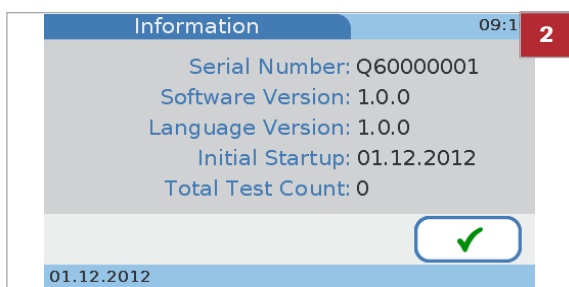 Information 09:1
2
Serial Number: Q60000001
Software Version: 1.0.0
Language Version: 1.0.0
Initial Startup: 01.12.2012
Total Test Count: 0
01.12.2012